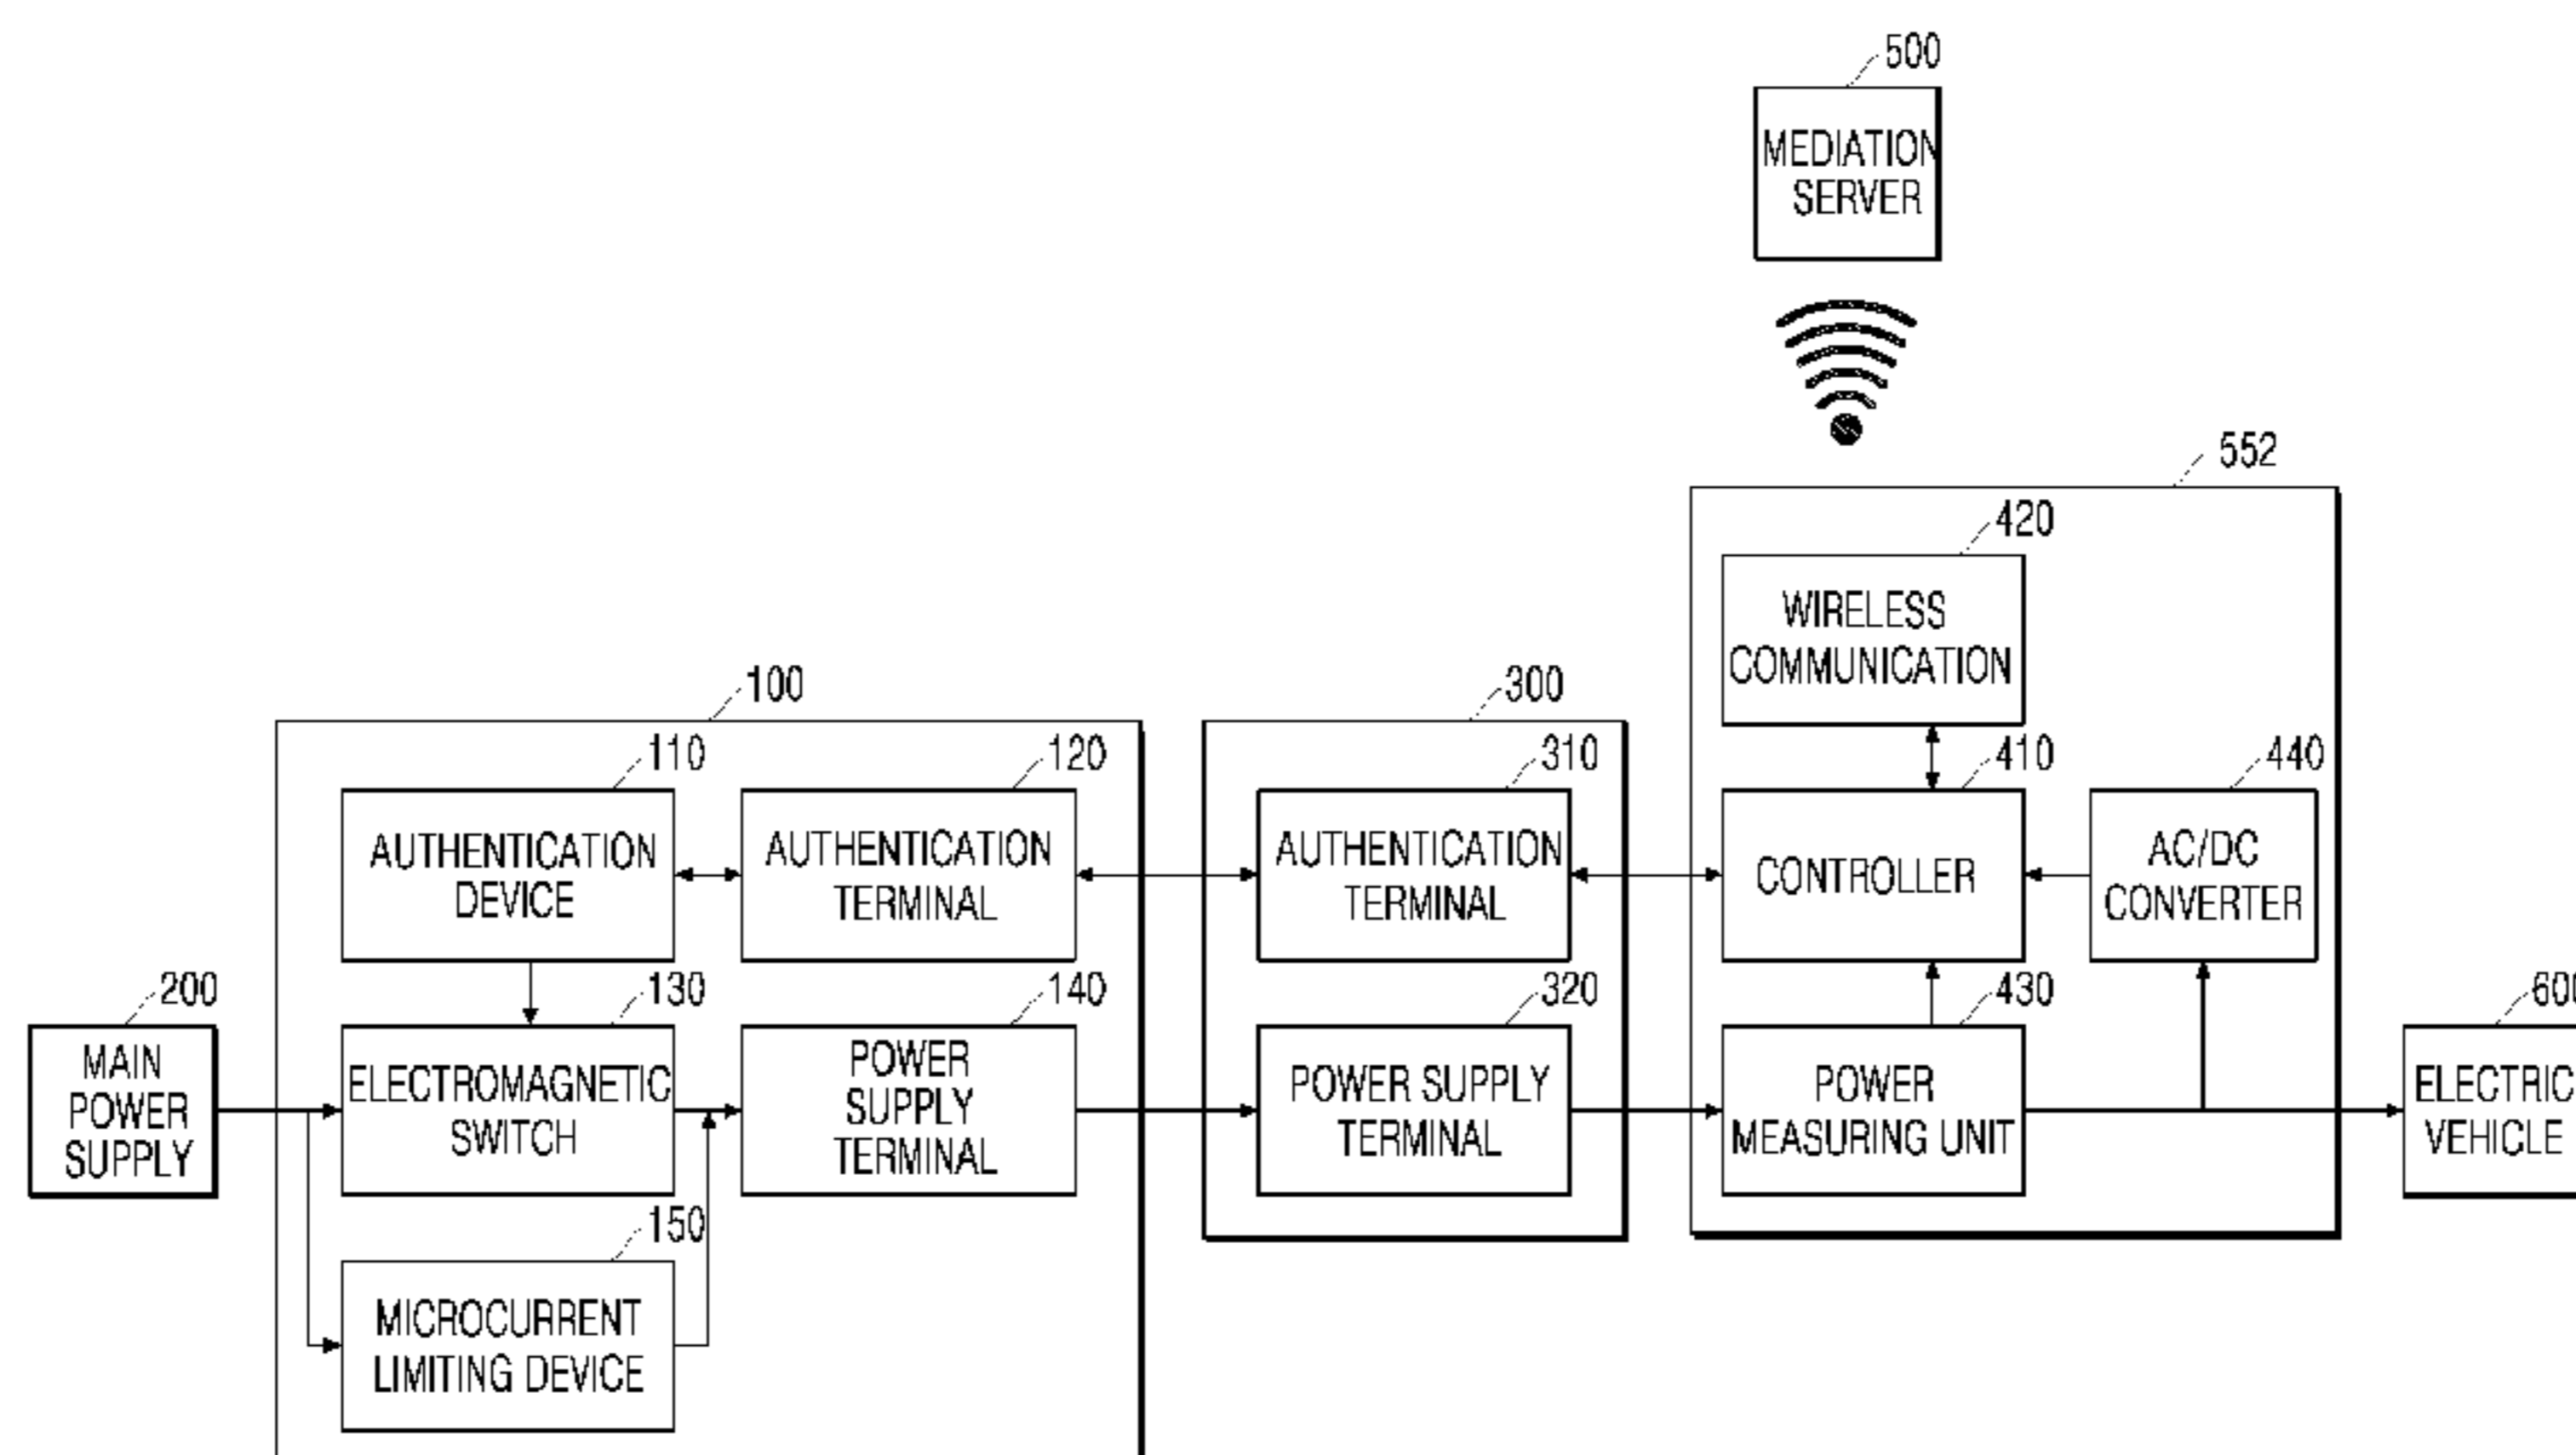 500
MEDIATION
SERVER
552
420
WIRELESS
COMMUNICATION
100
300
110
120
310
410
440
AUTHENTICATION
DEVICE
AUTHENTICATION
TERMINAL
AUTHENTICATION
TERMINAL
CONTROLLER
AC/DC
CONVERTER
200
130
140
320
430
600
MAIN
POWER
SUPPLY
ELECTROMAGNETIC
SWITCH
POWER
SUPPLY
TERMINAL
POWER SUPPLY
TERMINAL
POWER
MEASURING UNIT
ELECTRIC
VEHICLE
150
MICROCURRENT
LIMITING DEVICE